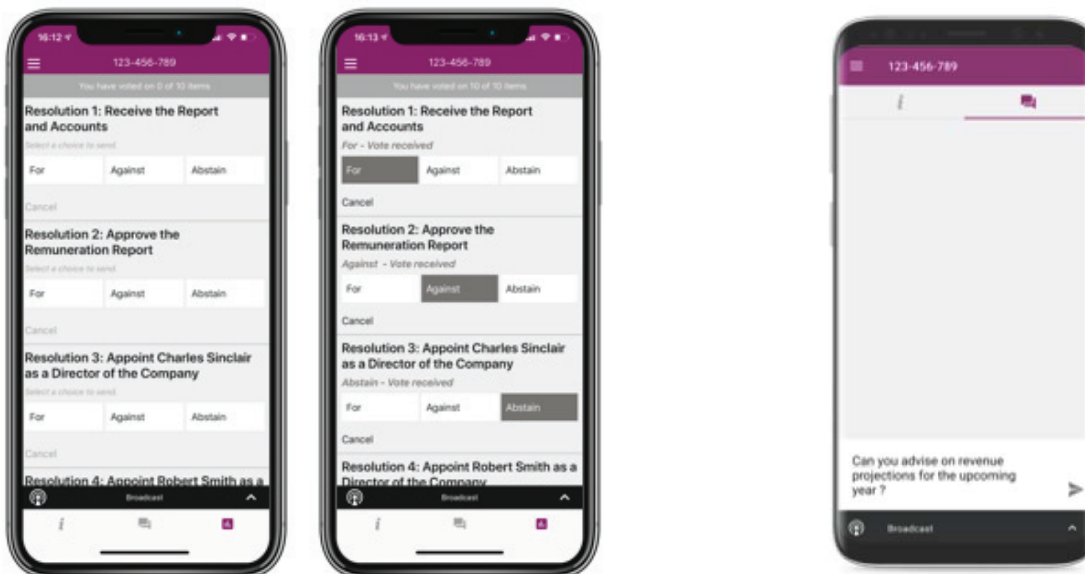 16:12
123-456-789
You have voted on 0 of 10 items
Resolution 1: Receive the Report
and Accounts
Select a choice to send
For Against Abstain
Cancel
Resolution 2: Approve the
Remuneration Report
Select a choice to send
For Against Abstain
Cancel
Resolution 3: Appoint Charles Sinclair
as a Director of the Company
Select a choice to send
For Against Abstain
Cancel
Resolution 4: Appoint Robert Smith as a
Broadcast
16:13
123-456-789
You have voted on 10 of 10 items
Resolution 1: Receive the Report
and Accounts
For - Vote received
For Against Abstain
Cancel
Resolution 2: Approve the
Remuneration Report
Against - Vote received
For Against Abstain
Cancel
Resolution 3: Appoint Charles Sinclair
as a Director of the Company
Abstain - Vote received
For Against Abstain
Cancel
Resolution 4: Appoint Robert Smith as a
Director of the Company
Broadcast
123-456-789
Can you advise on revenue
projections for the upcoming
year ?
Broadcast